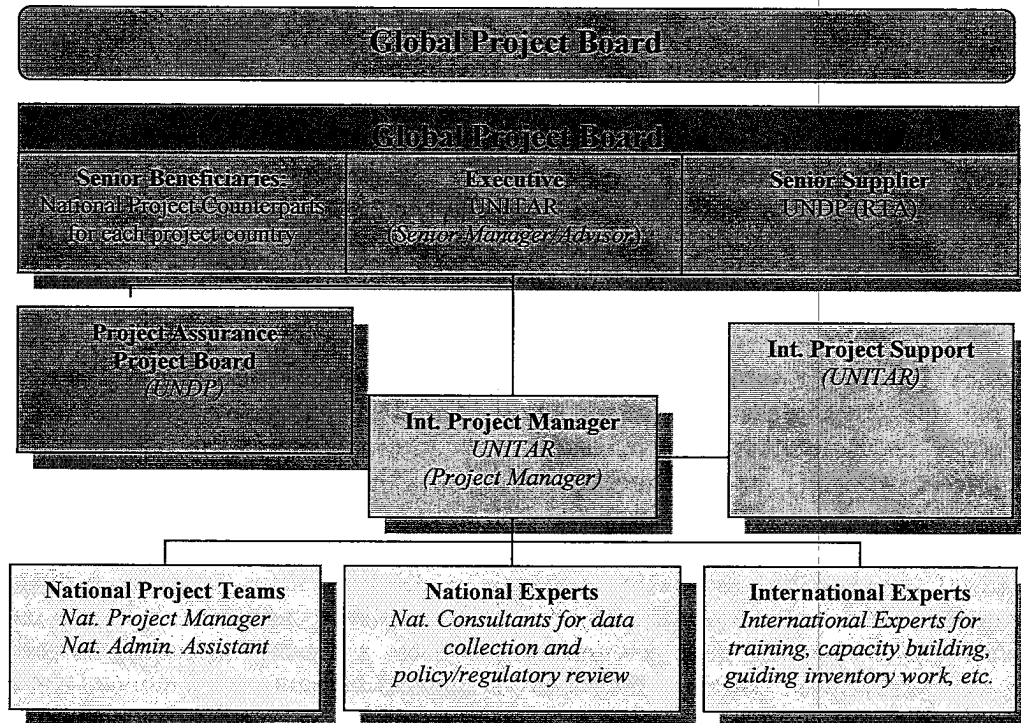 Global Project Board
Global Project Board
Senior Beneficiaries:
National Project Counterparts
for each project country
Executive
UNITAR
(Senior Manager/Advisor)
Senior Supplier
UNDP (RTA)
Project Assurance
Project Board
(UNDP)
Int. Project Support
(UNITAR)
Int. Project Manager
UNITAR
(Project Manager)
National Project Teams
Nat. Project Manager
Nat. Admin. Assistant
National Experts
Nat. Consultants for data
collection and
policy/regulatory review
International Experts
International Experts for
training, capacity building,
guiding inventory work, etc.